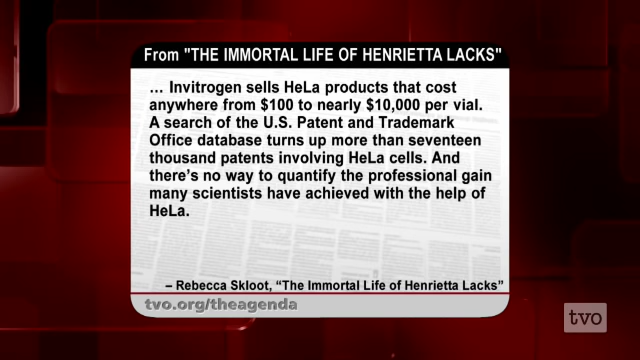 From "THE IMMORTAL LIFE OF HENRIETTA LACKS"
… Invitrogen sells HeLa products that cost
anywhere from $100 to nearly $10,000 per vial.
A search of the U.S. Patent and Trademark
Office database turns up more than seventeen
thousand patents involving HeLa cells. And
there's no way to quantify the professional gain
many scientists have achieved with the help of
HeLa.
– Rebecca Skloot, “The Immortal Life of Henrietta Lacks”
tvo.org/theagenda
tvo